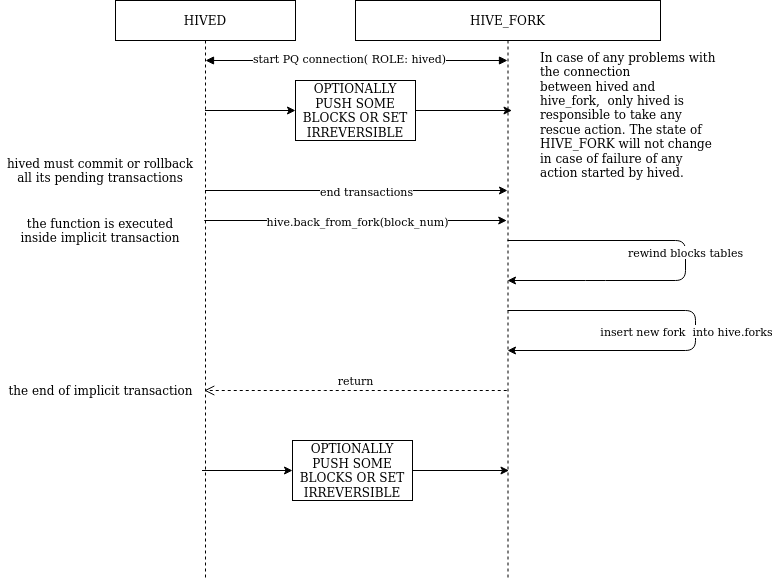 HIVED
HIVE_FORK
start PQ connection( ROLE: hived)
In case of any problems with
the connection
between hived and
hive_fork, only hived is
responsible to take any
rescue action. The state of
HIVE_FORK will not change
in case of failure of any
action started by hived.
OPTIONALLY
PUSH SOME
BLOCKS OR SET
IRREVERSIBLE
hived must commit or rollback
all its pending transactions
end transactions
the function is executed
inside implicit transaction
hive.back_from_fork(block_num)
rewind blocks tables
insert new fork into hive.forks
return
the end of implicit transaction
OPTIONALLY
PUSH SOME
BLOCKS OR SET
IRREVERSIBLE